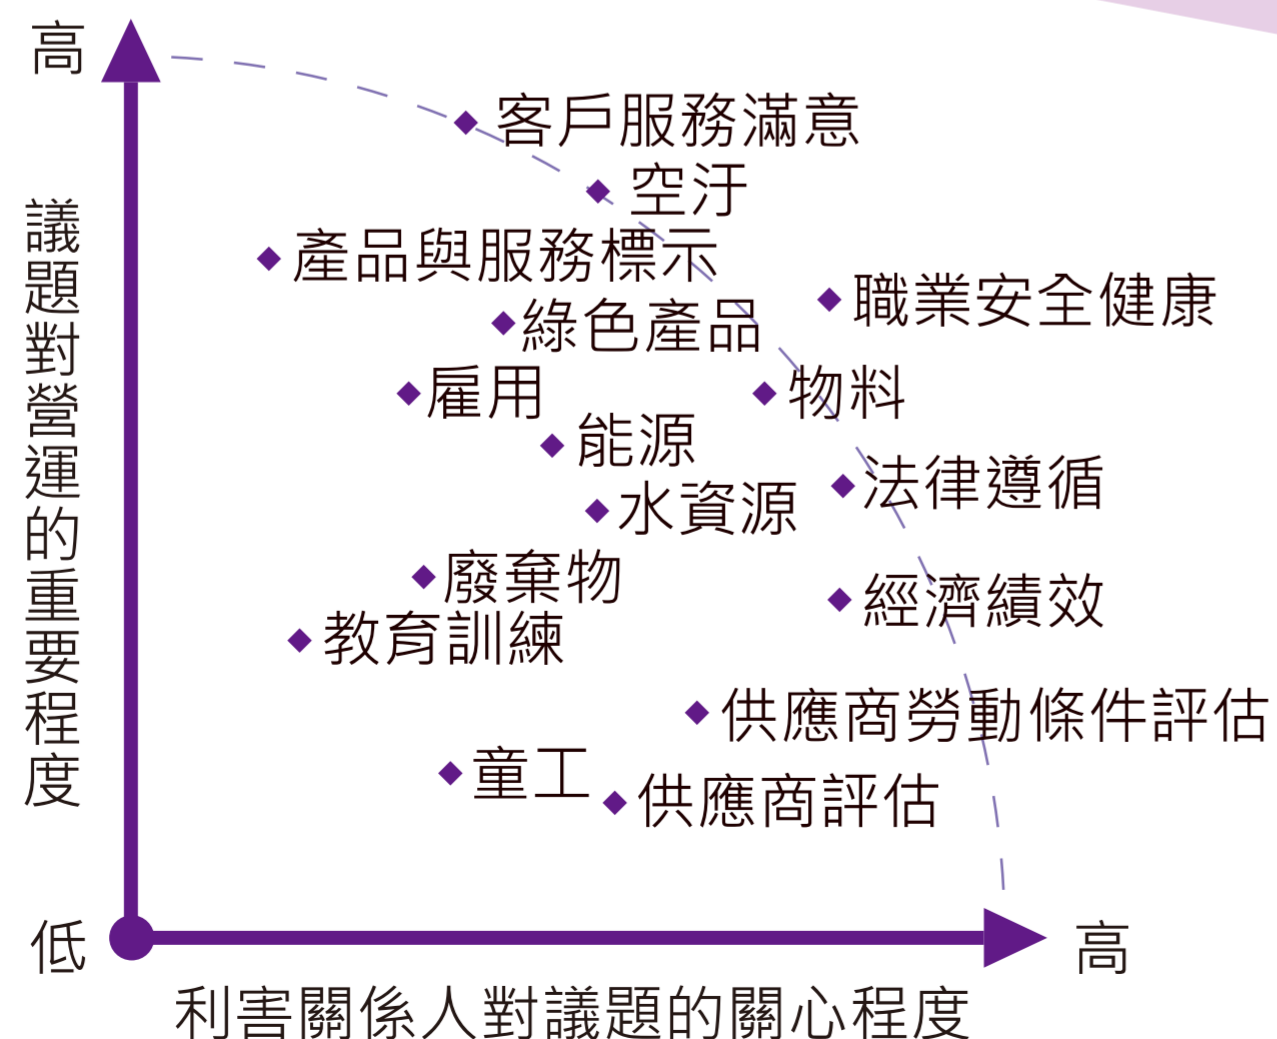 高
議題對營運的重要程度
客戶服務滿意
空汙
產品與服務標示
職業安全健康
綠色產品
雇用
物料
能源
法律遵循
水資源
廢棄物
經濟績效
教育訓練
供應商勞動條件評估
童工
供應商評估
低
高
利害關係人對議題的關心程度